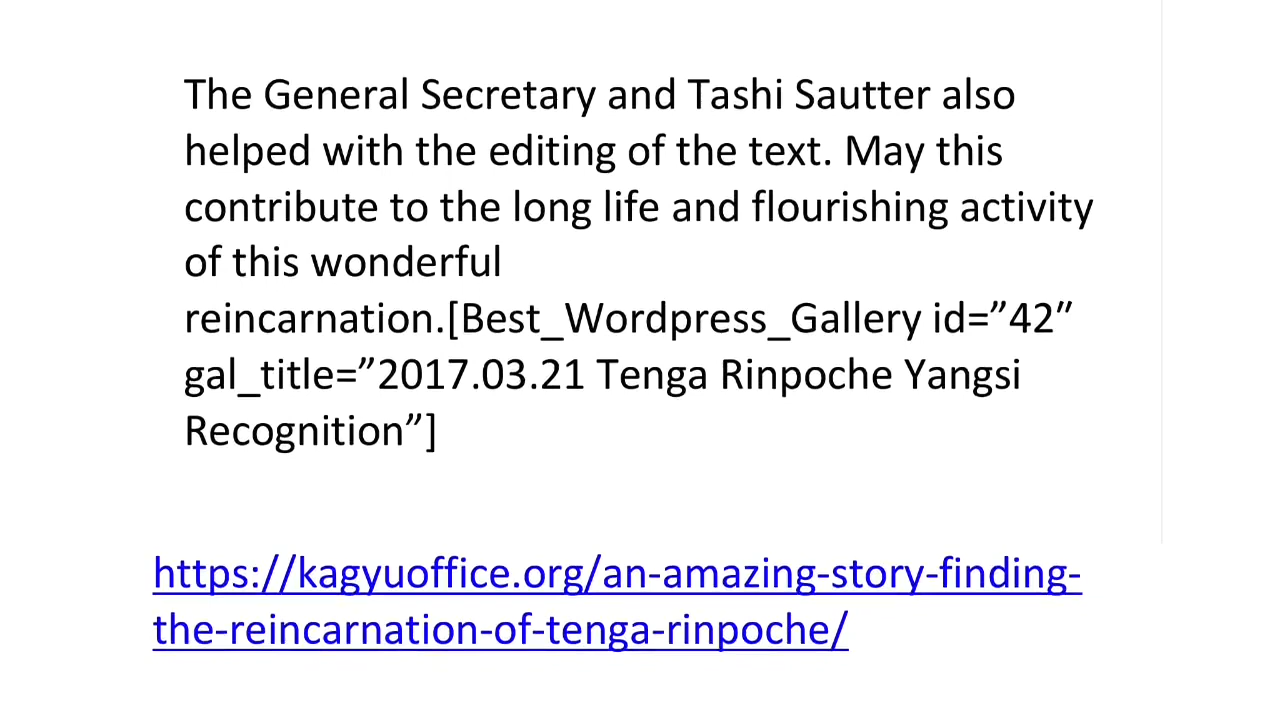 The General Secretary and Tashi Sautter also
helped with the editing of the text. May this
contribute to the long life and flourishing activity
of this wonderful
reincarnation.[Best_Wordpress_Gallery id=”42″
gal_title=”2017.03.21 Tenga Rinpoche Yangsi
Recognition”]
https://kagyuoffice.org/an-amazing-story-finding-
the-reincarnation-of-tenga-rinpoche/